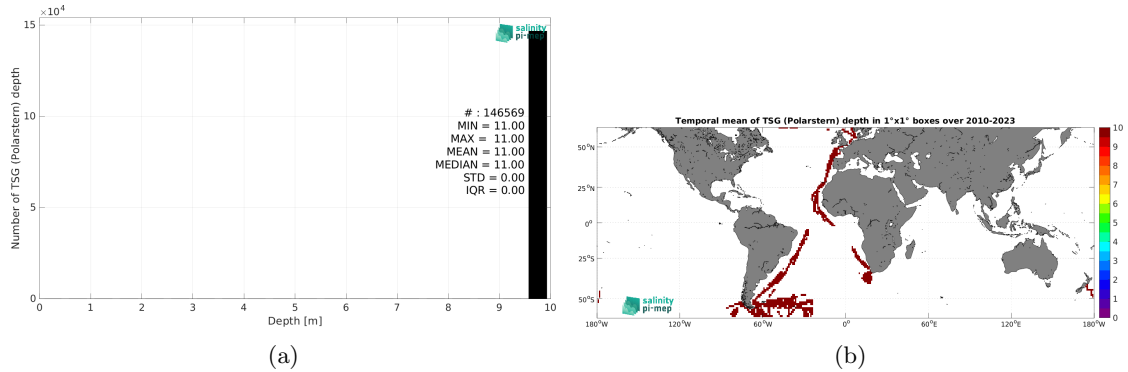 ×10⁴
15
10
5
0
Number of TSG (Polarstern) depth
salinity
pi-mep
# : 146569
MIN = 11.00
MAX = 11.00
MEAN = 11.00
MEDIAN = 11.00
STD = 0.00
IQR = 0.00
1 2 3 4 5 6 7 8 9 10
Depth [m]
(a)
Temporal mean of TSG (Polarstern) depth in 1°x1° boxes over 2010-2023
50°N
25°N
0°
25°S
50°S
180°W 120°W 60°W 0° 60°E 120°E 180°E
salinity
pi-mep
10
9
8
7
6
5
4
3
2
1
0
(b)